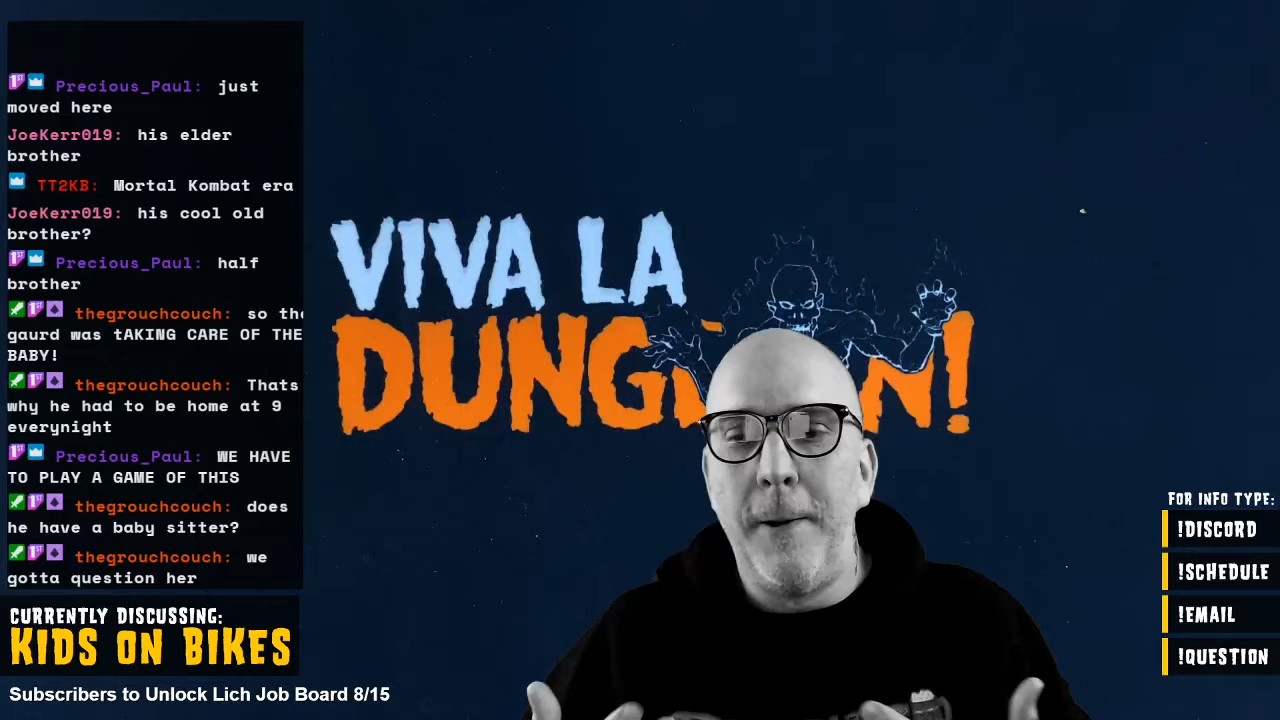 Precious_Paul: just
moved here
JoeKerr019: his elder
brother
TT2KB: Mortal Kombat era
JoeKerr019: his cool old
brother?
Precious_Paul: half
brother
thegrouchcouch: so the
gaurd was tAKING CARE OF THE
BABY!
thegrouchcouch: Thats
why he had to be home at 9
everynight
Precious_Paul: WE HAVE
TO PLAY A GAME OF THIS
thegrouchcouch: does
he have a baby sitter?
thegrouchcouch: we
gotta question her
CURRENTLY DISCUSSING:
KIDS ON BIKES
Subscribers to Unlock Lich Job Board 8/15
VIVA LA
DUNGEON!
FOR INFO TYPE:
!DISCORD
!SCHEDULE
!EMAIL
!QUESTION